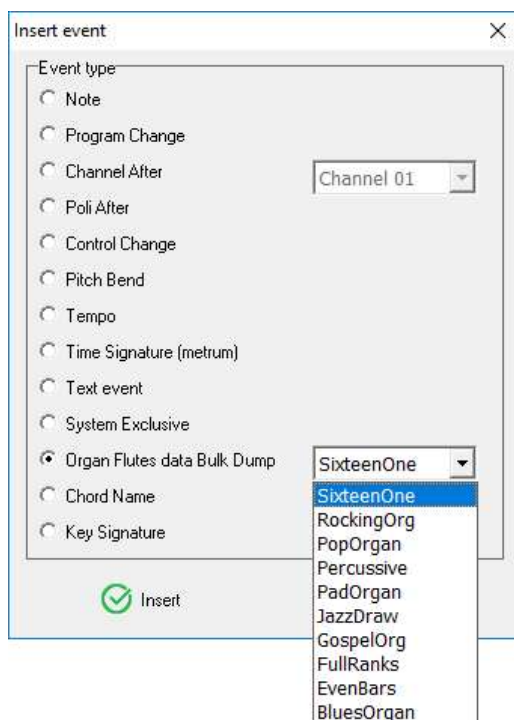 Insert event
Event type
Note
Program Change
Channel After
Channel 01
Poli After
Control Change
Pitch Bend
Tempo
Time Signature (metrum)
Text event
System Exclusive
Organ Flutes data Bulk Dump
SixteenOne
Chord Name
Key Signature
SixteenOne
RockingOrg
PopOrgan
Percussive
PadOrgan
JazzDraw
GospelOrg
FullRanks
EvenBars
BluesOrgan
Insert